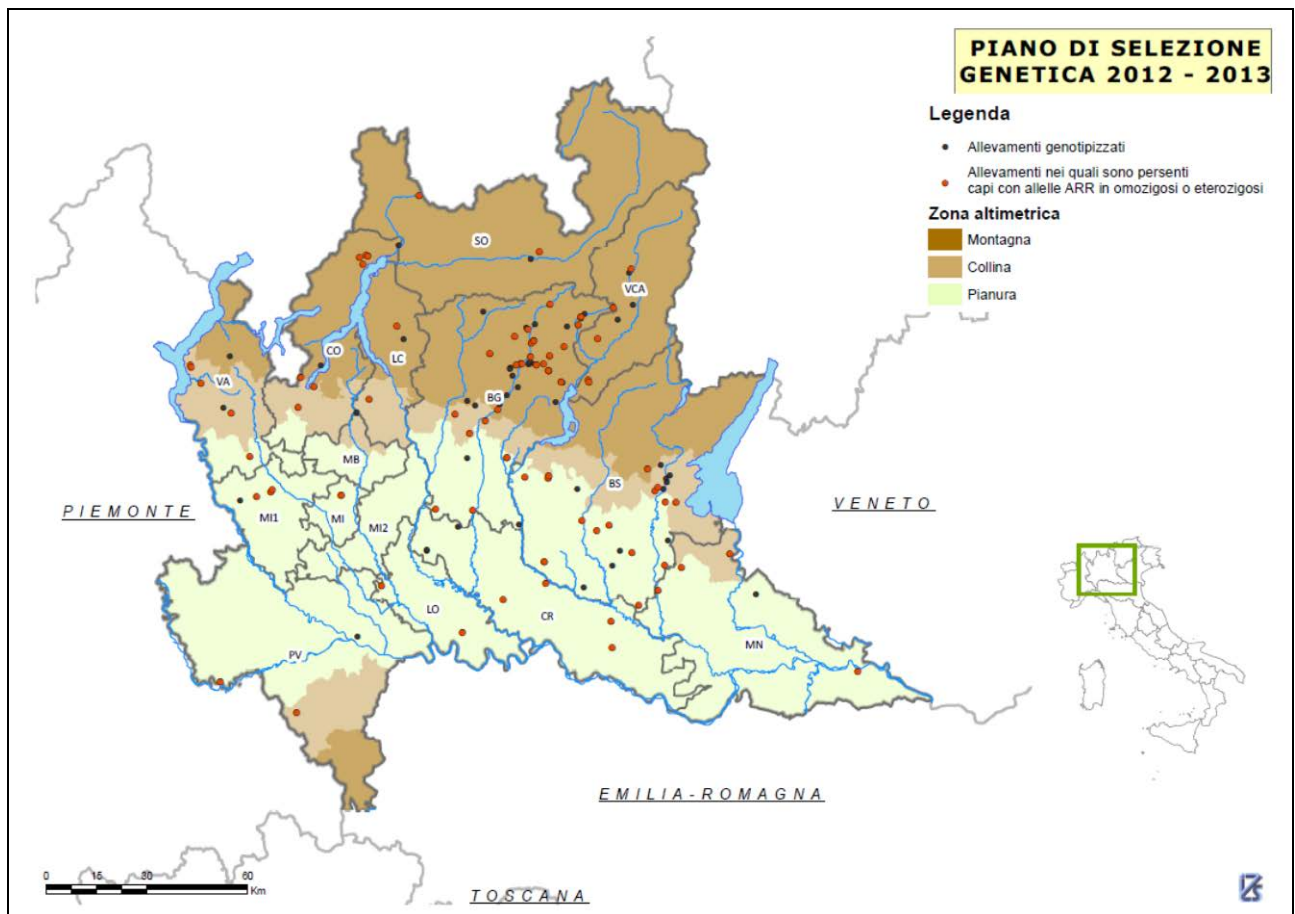 PIANO DI SELEZIONE
GENETICA 2012 - 2013
Legenda
Allevamenti genotipizzati
Allevamenti nei quali sono persenti
capi con allelle ARR in omozigosi o eterozigosi
Zona altimetrica
Montagna
Collina
Pianura
SO
VCA
CO
LC
VA
BG
MB
BS
PIEMONTE
VENETO
MI1
MI
MI2
LO
CR
MN
PV
EMILIA-ROMAGNA
0 15 30 60
Km
TOSCANA